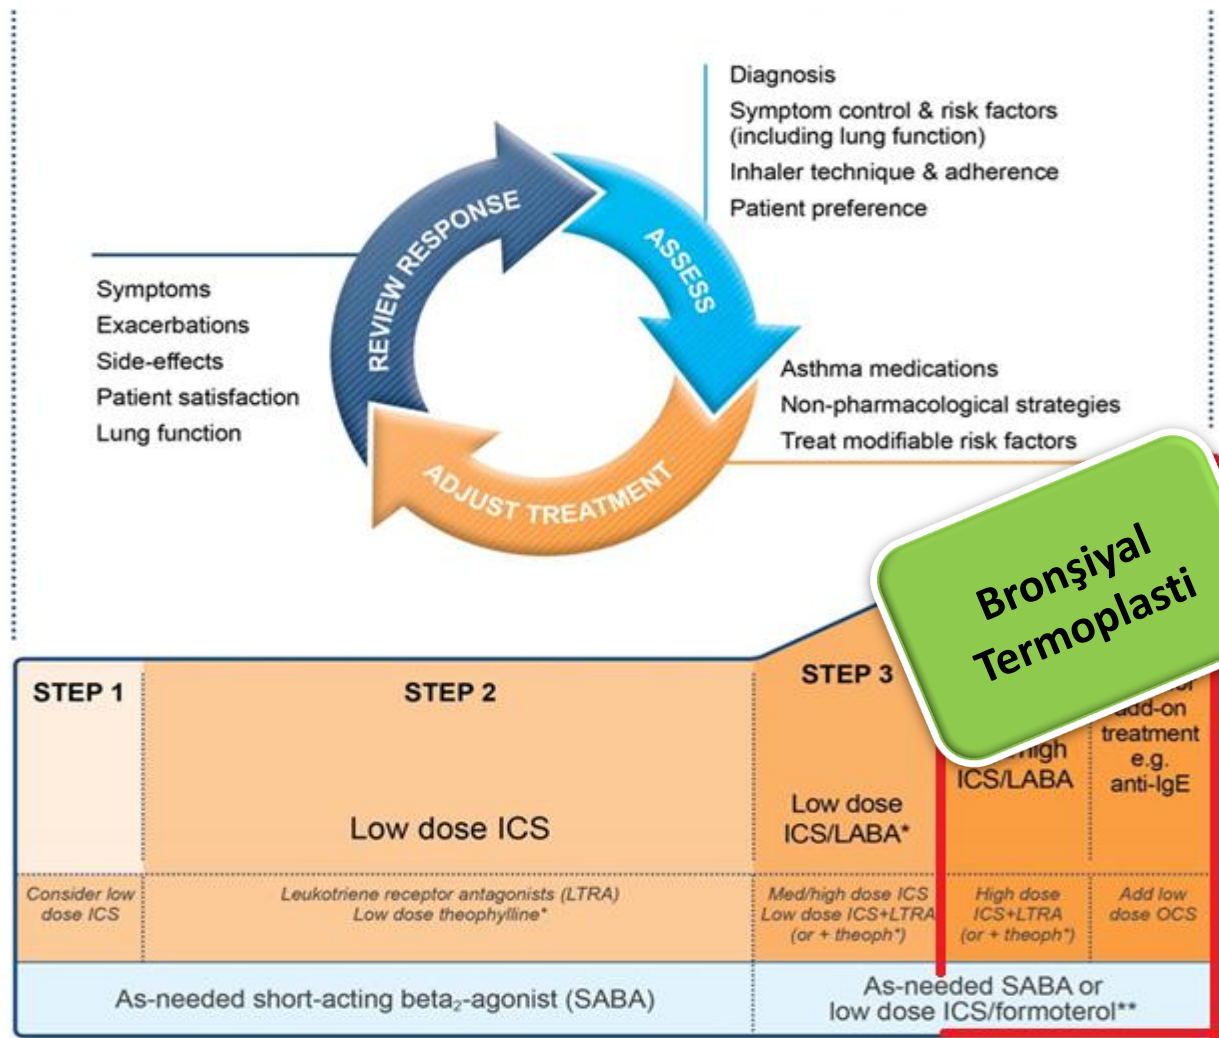 Diagnosis
Symptom control & risk factors
(including lung function)
Inhaler technique & adherence
Patient preference
REVIEW RESPONSE
ASSESS
ADJUST TREATMENT
Symptoms
Exacerbations
Side-effects
Patient satisfaction
Lung function
Asthma medications
Non-pharmacological strategies
Treat modifiable risk factors
Bronşiyal
Termoplasti
STEP 1
STEP 2
STEP 3
Low dose ICS
Low dose
ICS/LABA*
high
ICS/LABA
add-on
treatment
e.g.
anti-IgE
Consider low
dose ICS
Leukotriene receptor antagonists (LTRA)
Low dose theophylline*
Med/high dose ICS
Low dose ICS+LTRA
(or + theoph*)
High dose
ICS+LTRA
(or + theoph*)
Add low
dose OCS
As-needed short-acting beta₂-agonist (SABA)
As-needed SABA or
low dose ICS/formoterol**